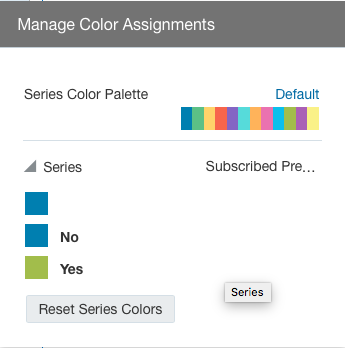 Manage Color Assignments
Series Color Palette
Default
Series
Subscribed Pre...
No
Yes
Series
Reset Series Colors